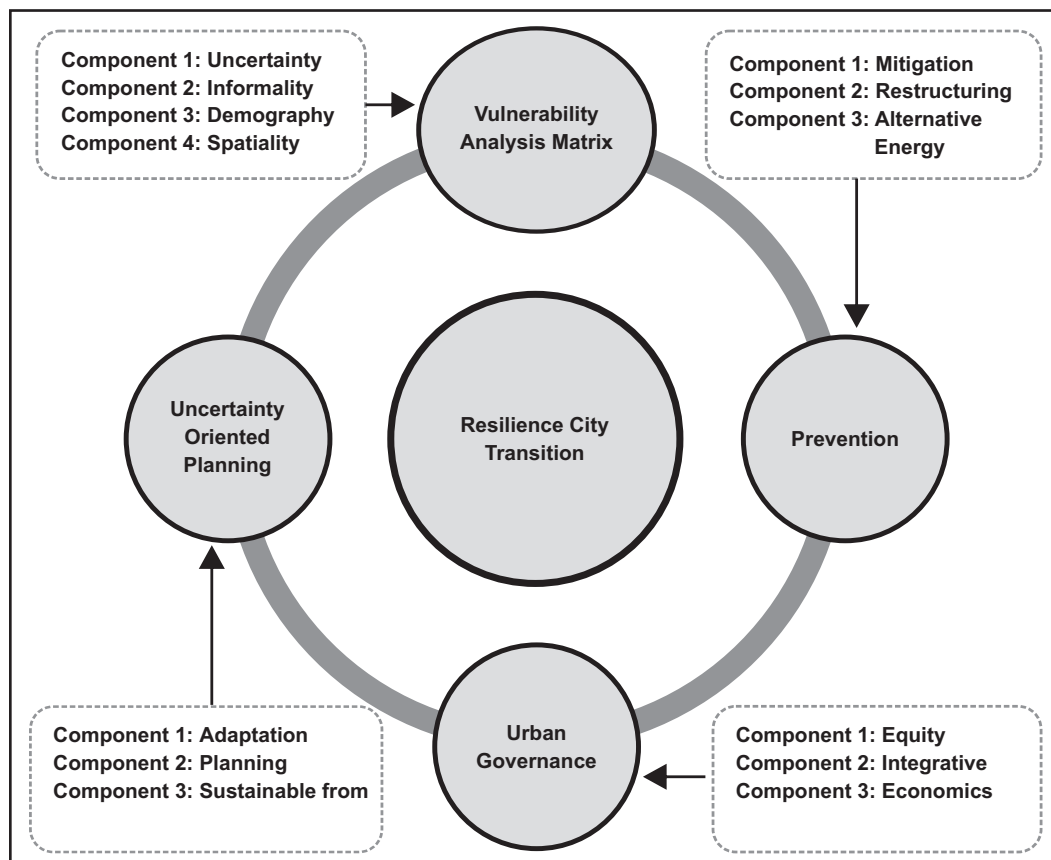 Component 1: Uncertainty
Component 2: Informality
Component 3: Demography
Component 4: Spatiality
Vulnerability
Analysis Matrix
Component 1: Mitigation
Component 2: Restructuring
Component 3: Alternative
Energy
Uncertainty
Oriented
Planning
Resilience City
Transition
Prevention
Component 1: Adaptation
Component 2: Planning
Component 3: Sustainable from
Urban
Governance
Component 1: Equity
Component 2: Integrative
Component 3: Economics